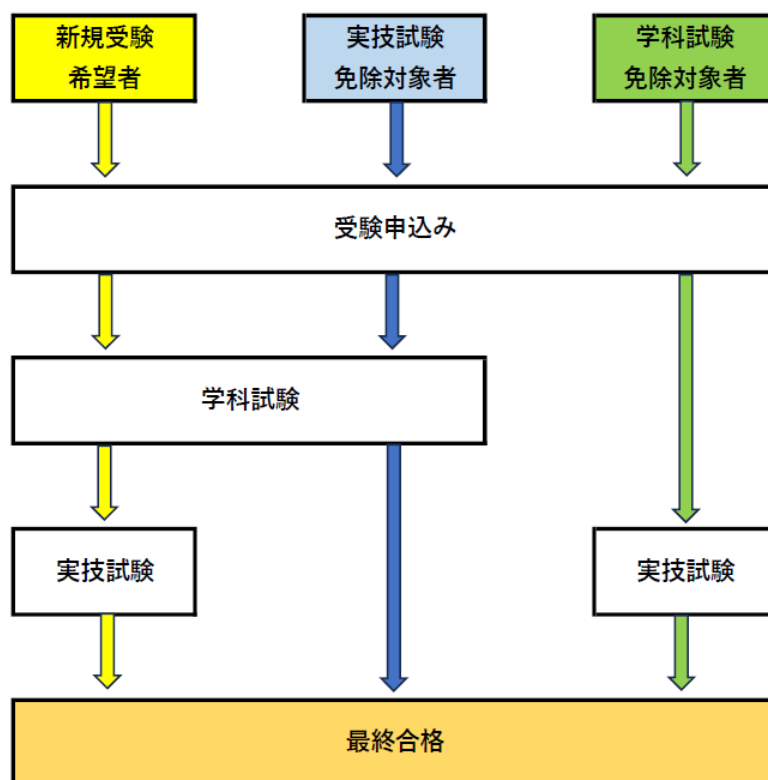 新規受験
希望者
実技試験
免除対象者
学科試験
免除対象者
受験申込み
学科試験
実技試験
実技試験
最終合格